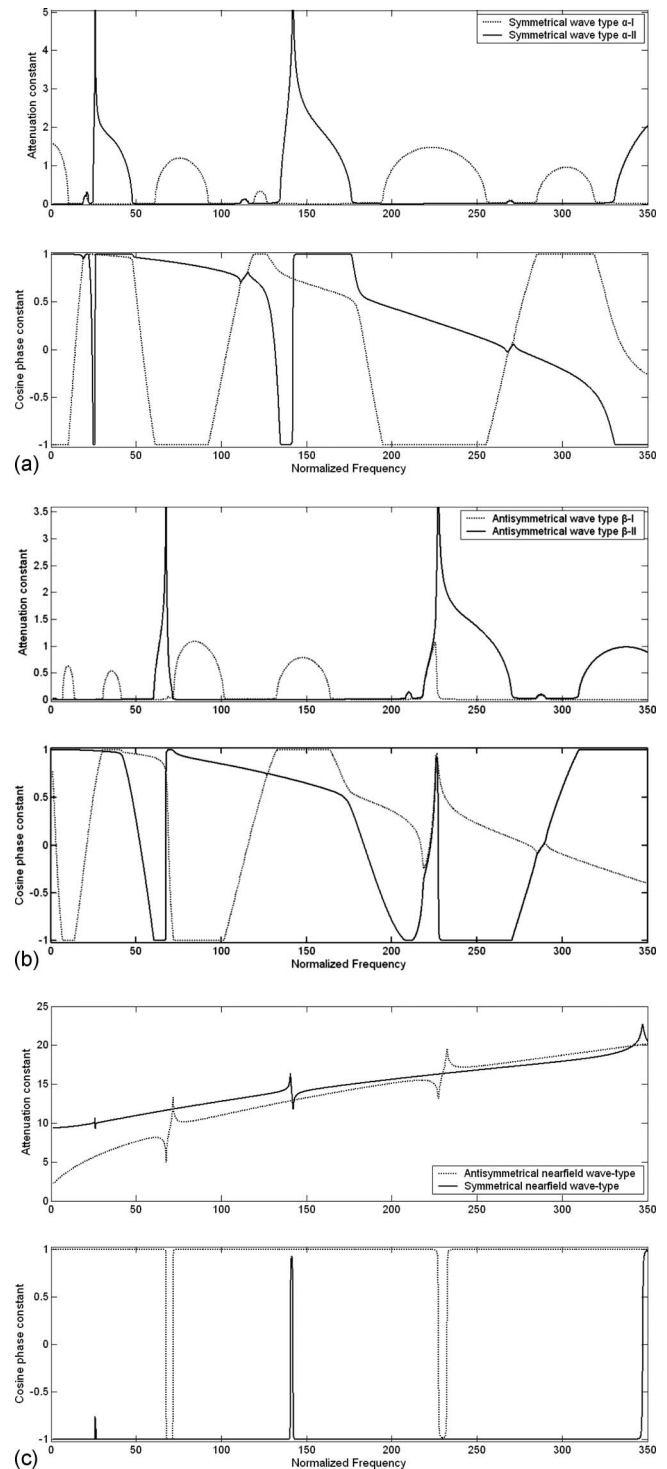 Symmetrical wave type α-I
Symmetrical wave type α-II
Attenuation constant
5
4
3
2
1
0
0 50 100 150 200 250 300 350
Cosine phase constant
1
0.5
0
-0.5
-1
0 50 100 150 200 250 300 350
Normalized Frequency
(a)
Antisymmetrical wave type β-I
Antisymmetrical wave type β-II
Attenuation constant
3.5
3
2.5
2
1.5
1
0.5
0
0 50 100 150 200 250 300 350
Cosine phase constant
1
0.5
0
-0.5
-1
0 50 100 150 200 250 300 350
Normalized Frequency
(b)
Attenuation constant
25
20
15
10
5
0
Antisymmetrical nearfield wave-type
Symmetrical nearfield wave-type
0 50 100 150 200 250 300 350
Cosine phase constant
1
0.5
0
-0.5
-1
0 50 100 150 200 250 300 350
Normalized Frequency
(c)